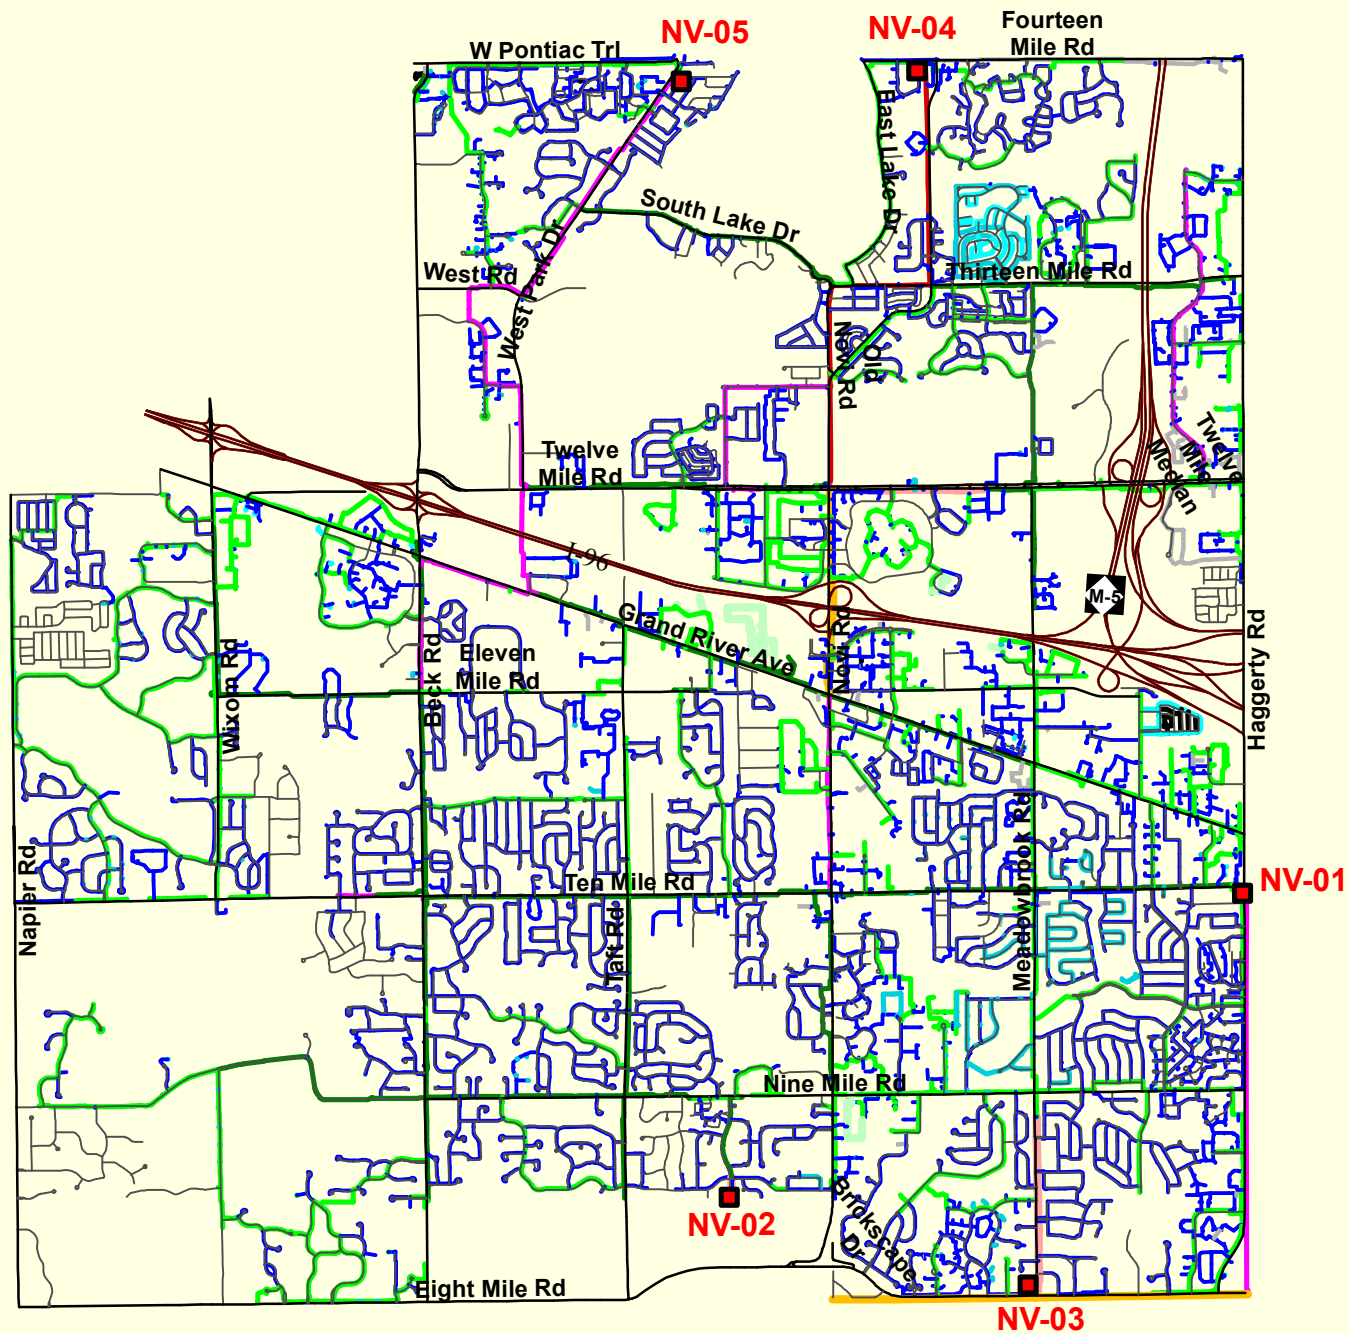 NV-05
NV-04
Fourteen
Mile Rd
W Pontiac Trl
East Lake Dr
South Lake Dr
West Park Dr
West Rd
Thirteen Mile Rd
Old
Novi Rd
Twelve
Mile Rd
Twelve
Mile
Median
I-96
M-5
Grand River Ave
Novi Rd
Haggerty Rd
Wixom Rd
Beck Rd
Eleven
Mile Rd
Meadowbrook Rd
Napier Rd
Ten Mile Rd
NV-01
Taft Rd
Nine Mile Rd
NV-02
Brickscape
Dr
Eight Mile Rd
NV-03